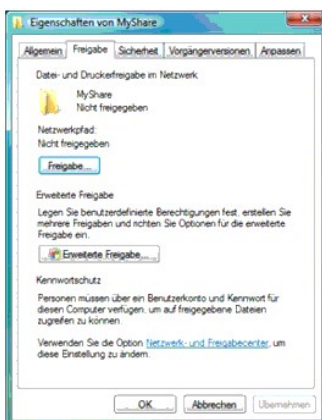 Eigenschaften von MyShare
Allgemein Freigabe Sicherheit Vorgängerversionen Anpassen
Datei- und Druckerfreigabe im Netzwerk
MyShare
Nicht freigegeben
Netzwerkpfad:
Nicht freigegeben
Freigabe...
Erweiterte Freigabe
Legen Sie benutzerdefinierte Berechtigungen fest, erstellen Sie
mehrere Freigaben und richten Sie Optionen für die erweiterte
Freigabe ein.
Erweiterte Freigabe...
Kennwortschutz
Personen müssen über ein Benutzerkonto und Kennwort für
diesen Computer verfügen, um auf freigegebene Dateien
zugreifen zu können.
Verwenden Sie die Option Netzwerk- und Freigabecenter, um
diese Einstellung zu ändern.
OK Abbrechen Übernehmen